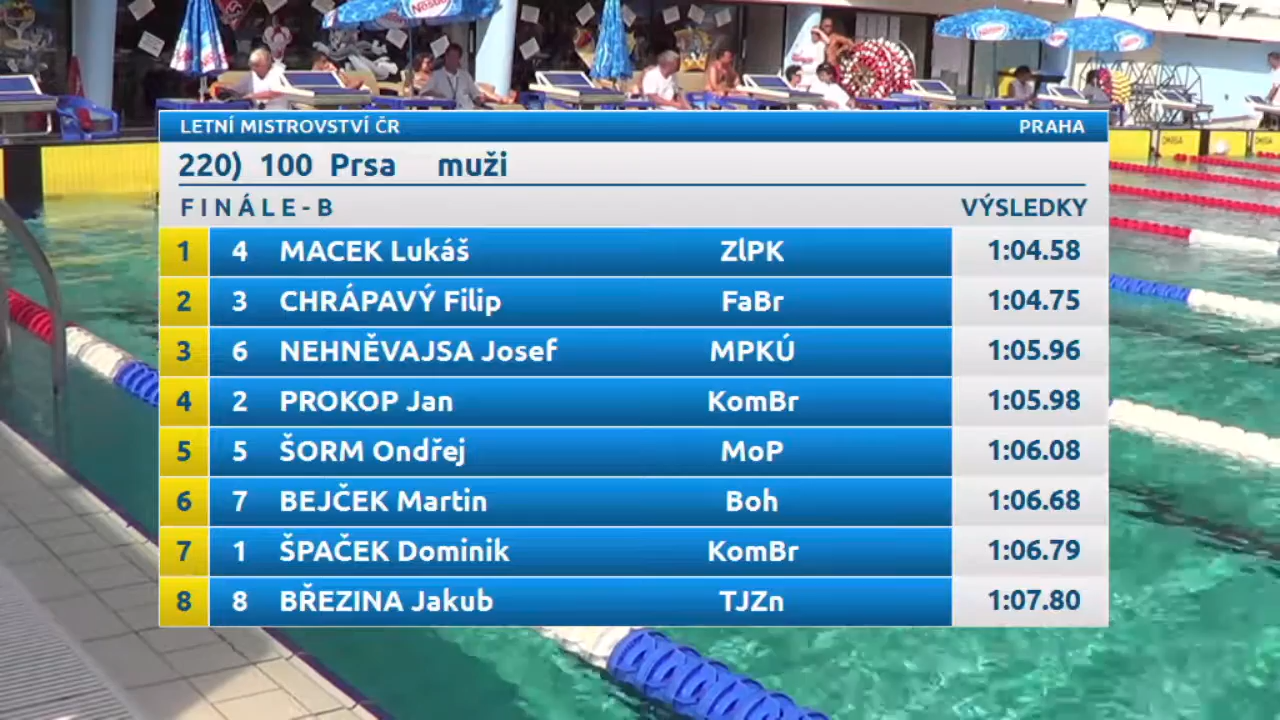 LETNÍ MISTROVSTVÍ ČR PRAHA
220) 100 Prsa muži
FINÁLE-B VÝSLEDKY
1 4 MACEK Lukáš ZlPK 1:04.58
2 3 CHRÁPAVÝ Filip FaBr 1:04.75
3 6 NEHNĚVAJSA Josef MPKÚ 1:05.96
4 2 PROKOP Jan KomBr 1:05.98
5 5 ŠORM Ondřej MoP 1:06.08
6 7 BEJČEK Martin Boh 1:06.68
7 1 ŠPAČEK Dominik KomBr 1:06.79
8 8 BŘEZINA Jakub TJZn 1:07.80